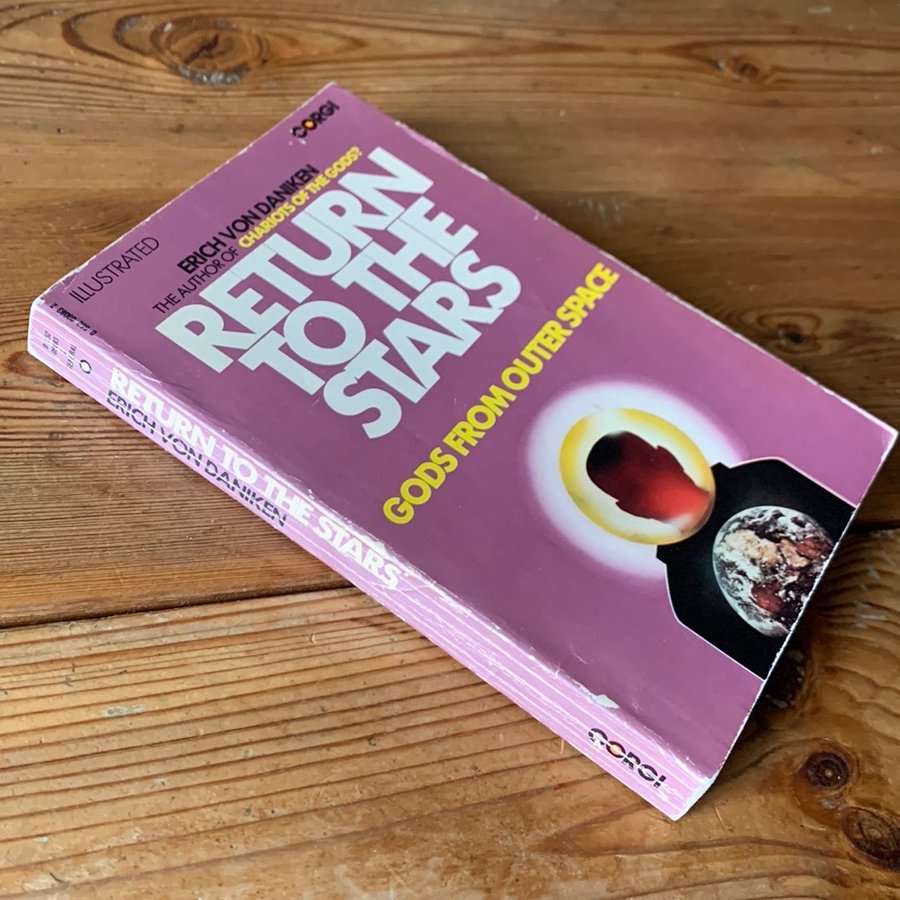 CORGI
ILLUSTRATED
ERICH VON DANIKEN
THE AUTHOR OF CHARIOTS OF THE GODS?
RETURN
TO THE
STARS
GODS FROM OUTER SPACE
RETURN TO THE STARS
ERICH VON DANIKEN
CORGI